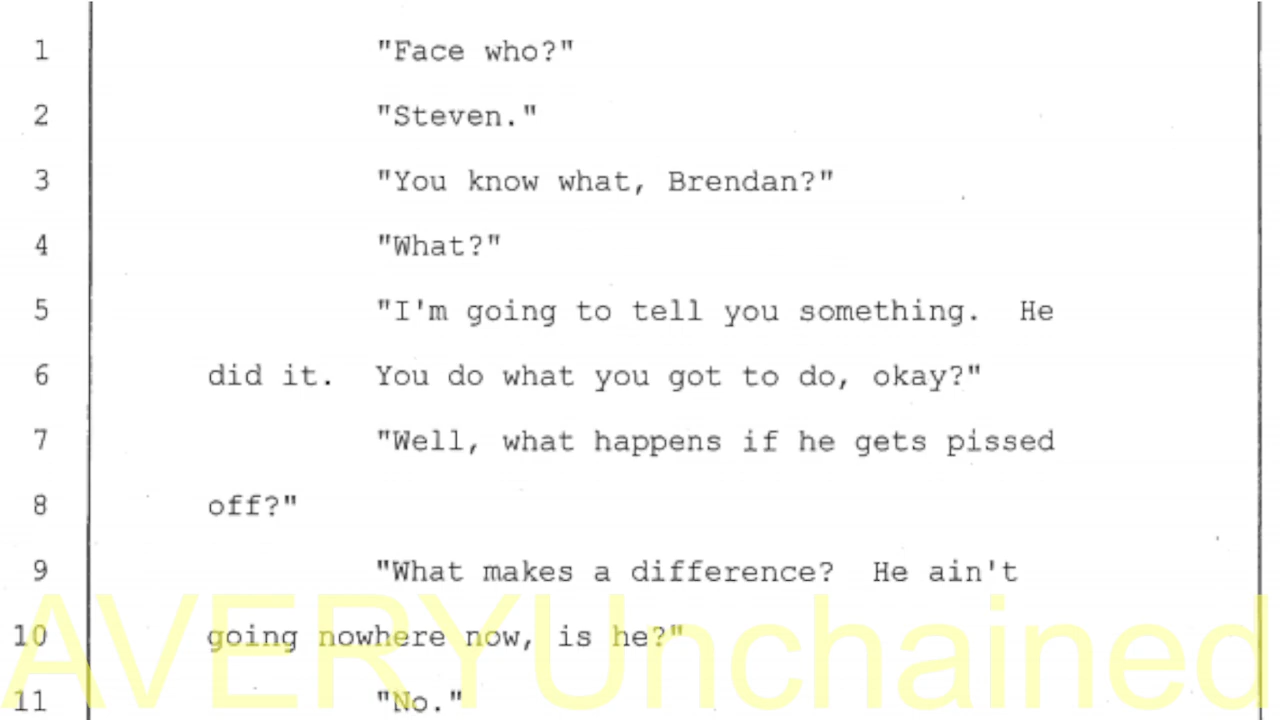 1 "Face who?"
2 "Steven."
3 "You know what, Brendan?"
4 "What?"
5 "I'm going to tell you something. He
6 did it. You do what you got to do, okay?"
7 "Well, what happens if he gets pissed
8 off?"
9 "What makes a difference? He ain't
10 going nowhere now, is he?"
11 "No."
AVERYUnchained